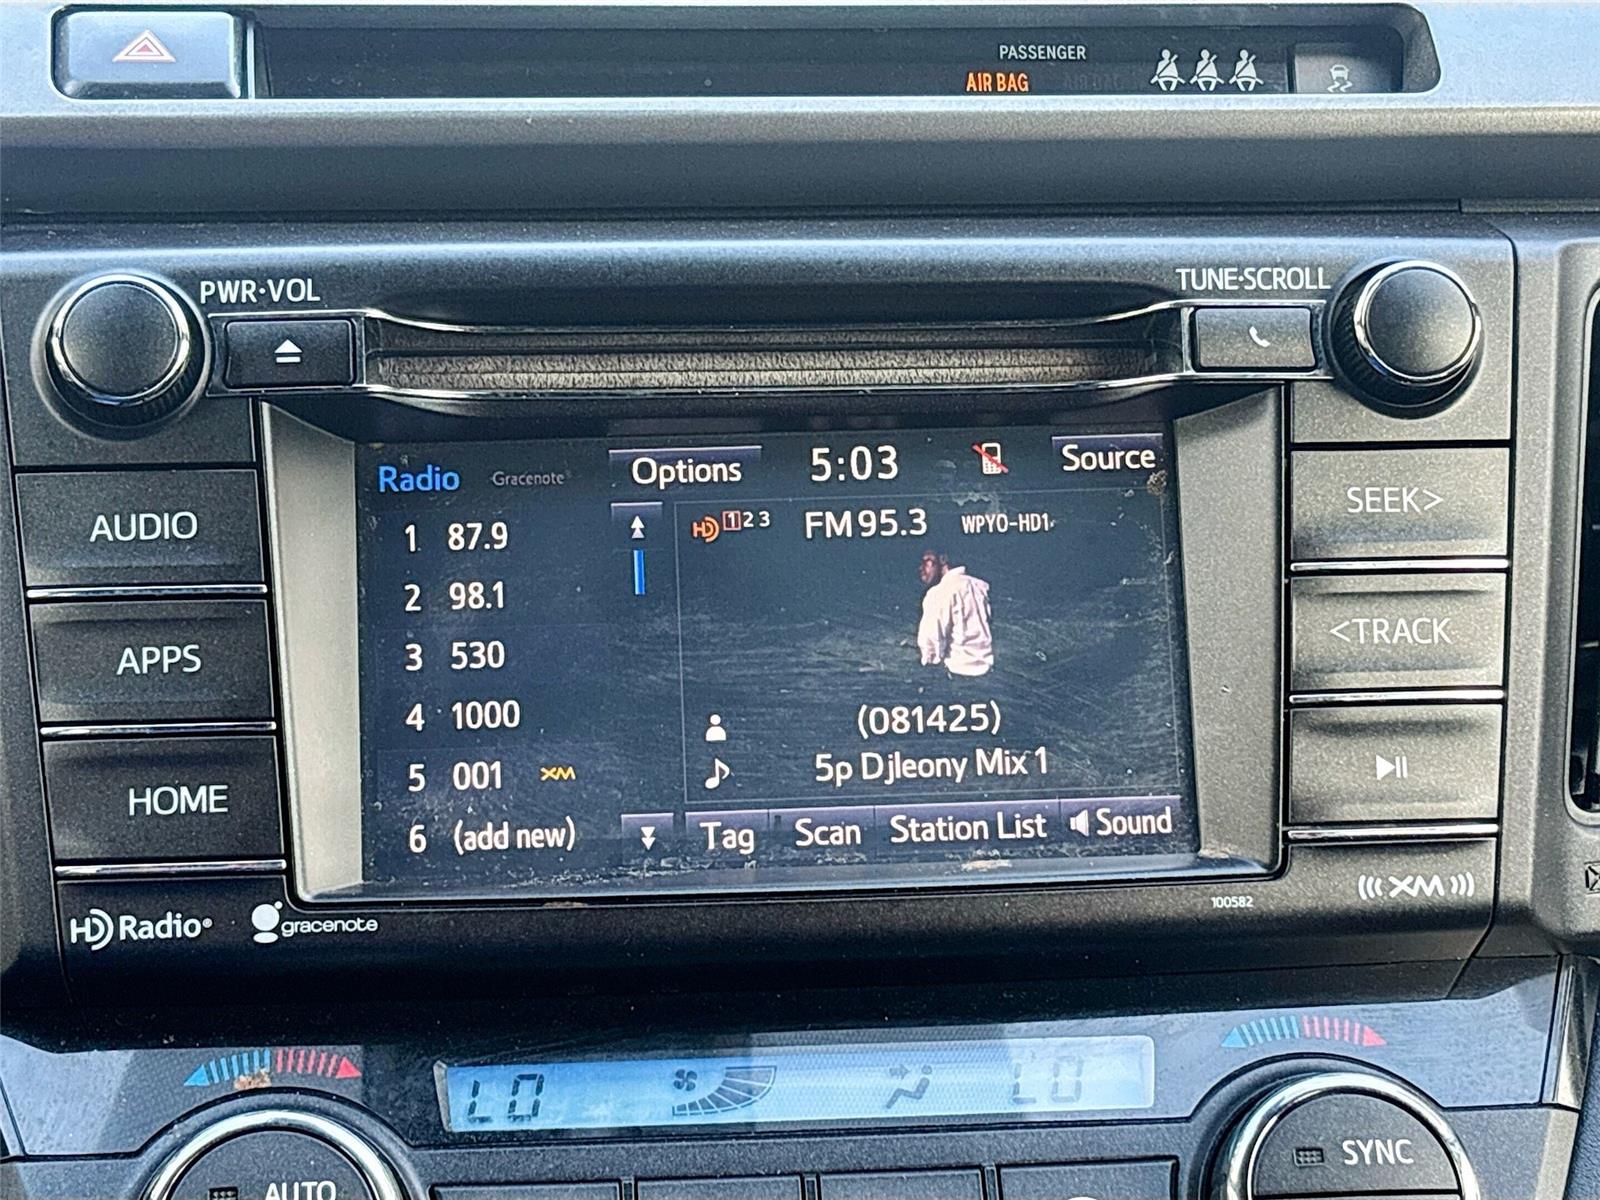 PASSENGER
AIR BAG
PWR·VOL
TUNE·SCROLL
AUDIO
APPS
HOME
Radio
Gracenote
Options
5:03
Source
1 87.9
2 98.1
3 530
4 1000
5 001 XM
6 (add new)
HD 1 2 3
FM 95.3
WPYO-HD1
(081425)
5p Djleony Mix 1
Tag
Scan
Station List
Sound
SEEK>
<TRACK
HD Radio®
gracenote
100582
((( XM )))
LO
LO
AUTO
SYNC